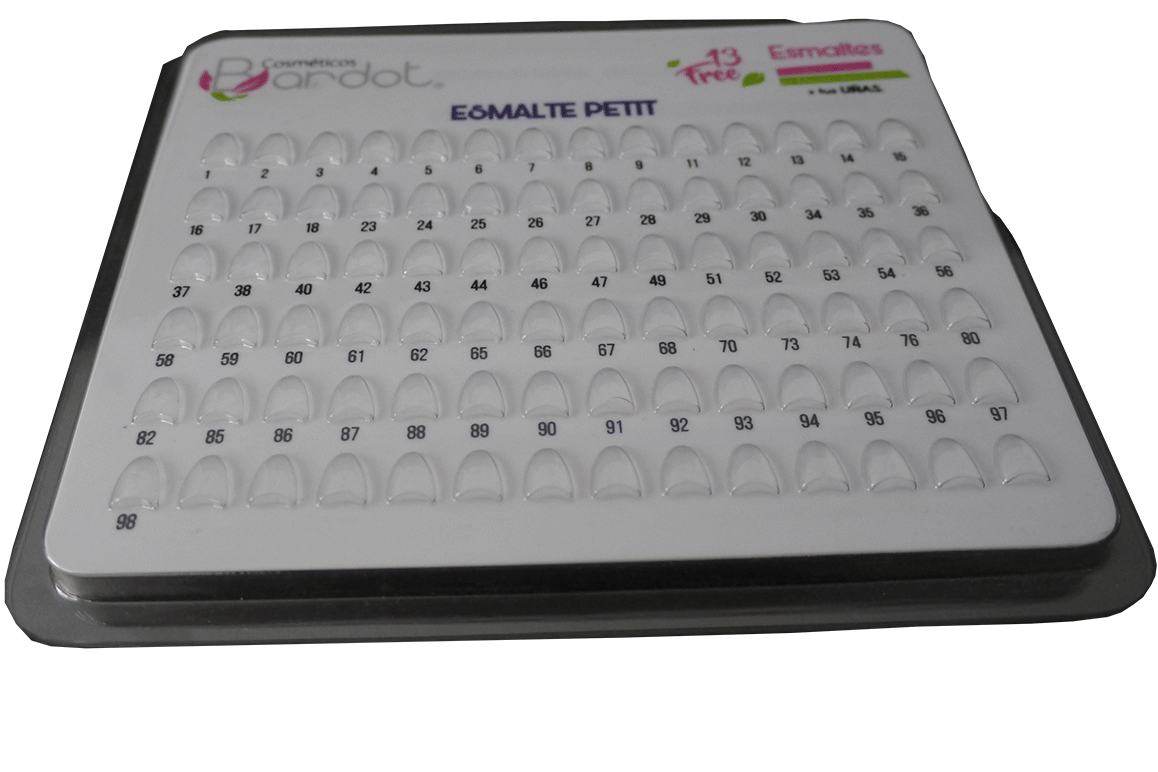 Cosméticos
Bardot®
13
Free
Esmaltes
a tus UÑAS
ESMALTE PETIT
1 2 3 4 5 6 7 8 9 11 12 13 14 15
16 17 18 23 24 25 26 27 28 29 30 34 35 36
37 38 40 42 43 44 46 47 49 51 52 53 54 56
58 59 60 61 62 65 66 67 68 70 73 74 76 80
82 85 86 87 88 89 90 91 92 93 94 95 96 97
98